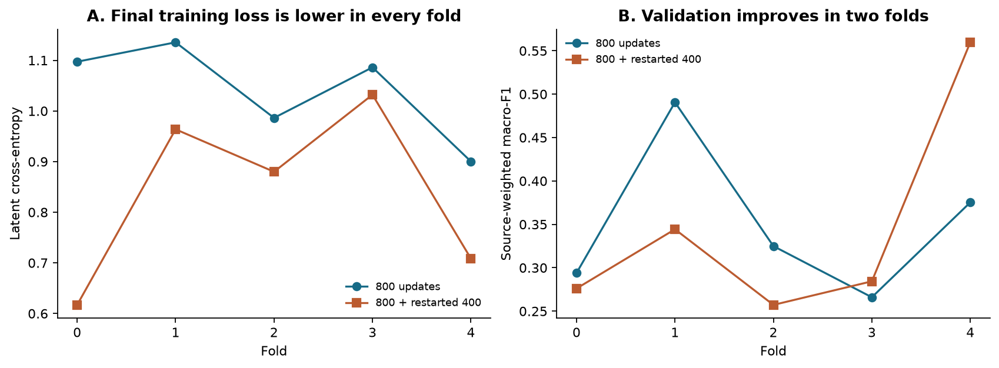 A. Final training loss is lower in every fold
Latent cross-entropy
1.1
1.0
0.9
0.8
0.7
0.6
800 updates
800 + restarted 400
0 1 2 3 4
Fold
B. Validation improves in two folds
Source-weighted macro-F1
800 updates
800 + restarted 400
0.55
0.50
0.45
0.40
0.35
0.30
0.25
0 1 2 3 4
Fold